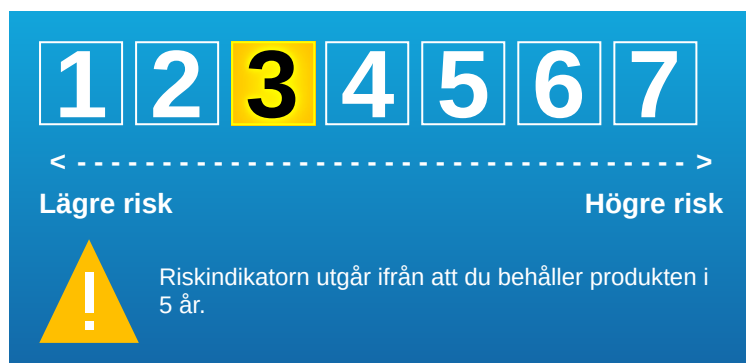 1 2 3 4 5 6 7
< - - - - - - - - - - - - - - - - - - - - - - - - - - - - - - - - - - - - >
Lägre risk Högre risk
!
Riskindikatorn utgår ifrån att du behåller produkten i
5 år.